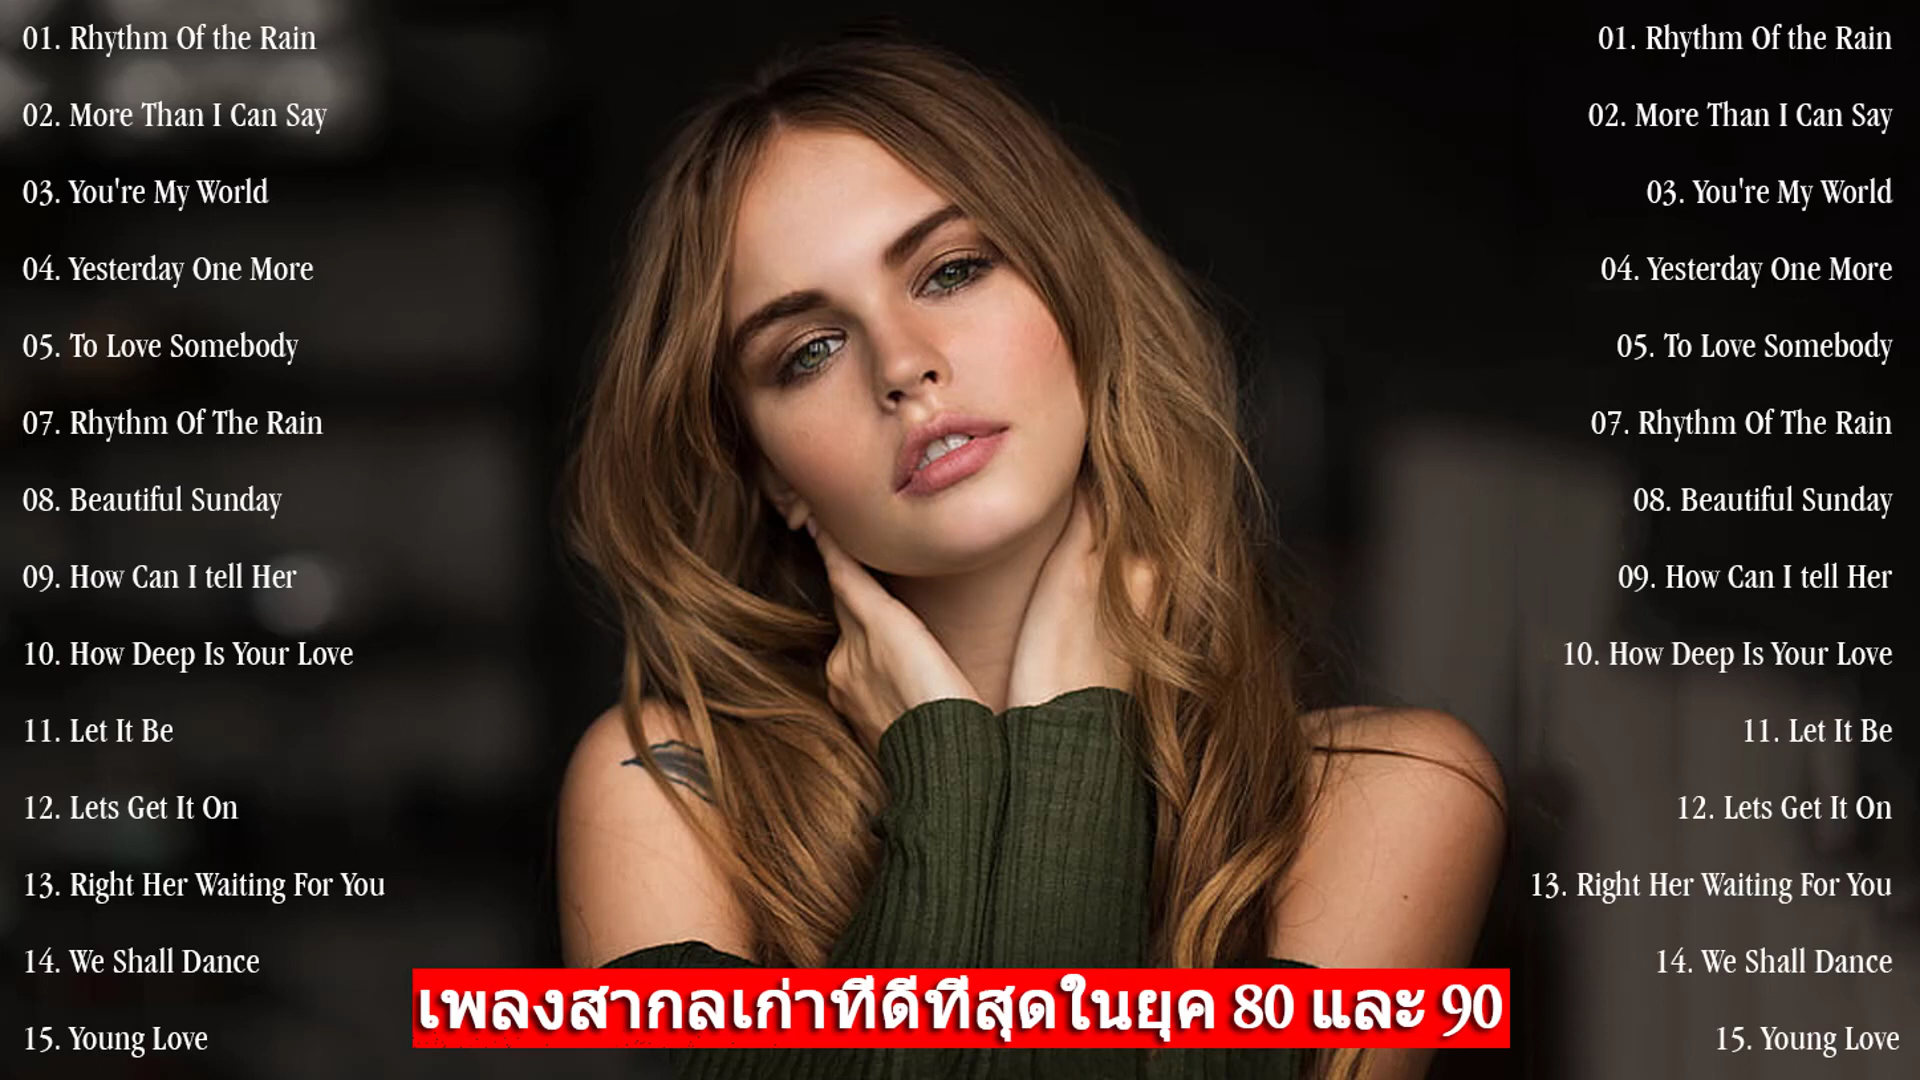 01. Rhythm Of the Rain
02. More Than I Can Say
03. You're My World
04. Yesterday One More
05. To Love Somebody
07. Rhythm Of The Rain
08. Beautiful Sunday
09. How Can I tell Her
10. How Deep Is Your Love
11. Let It Be
12. Lets Get It On
13. Right Her Waiting For You
14. We Shall Dance
15. Young Love
01. Rhythm Of the Rain
02. More Than I Can Say
03. You're My World
04. Yesterday One More
05. To Love Somebody
07. Rhythm Of The Rain
08. Beautiful Sunday
09. How Can I tell Her
10. How Deep Is Your Love
11. Let It Be
12. Lets Get It On
13. Right Her Waiting For You
14. We Shall Dance
15. Young Love
เพลงสากลเก่าที่ดีที่สุดในยุค 80 และ 90